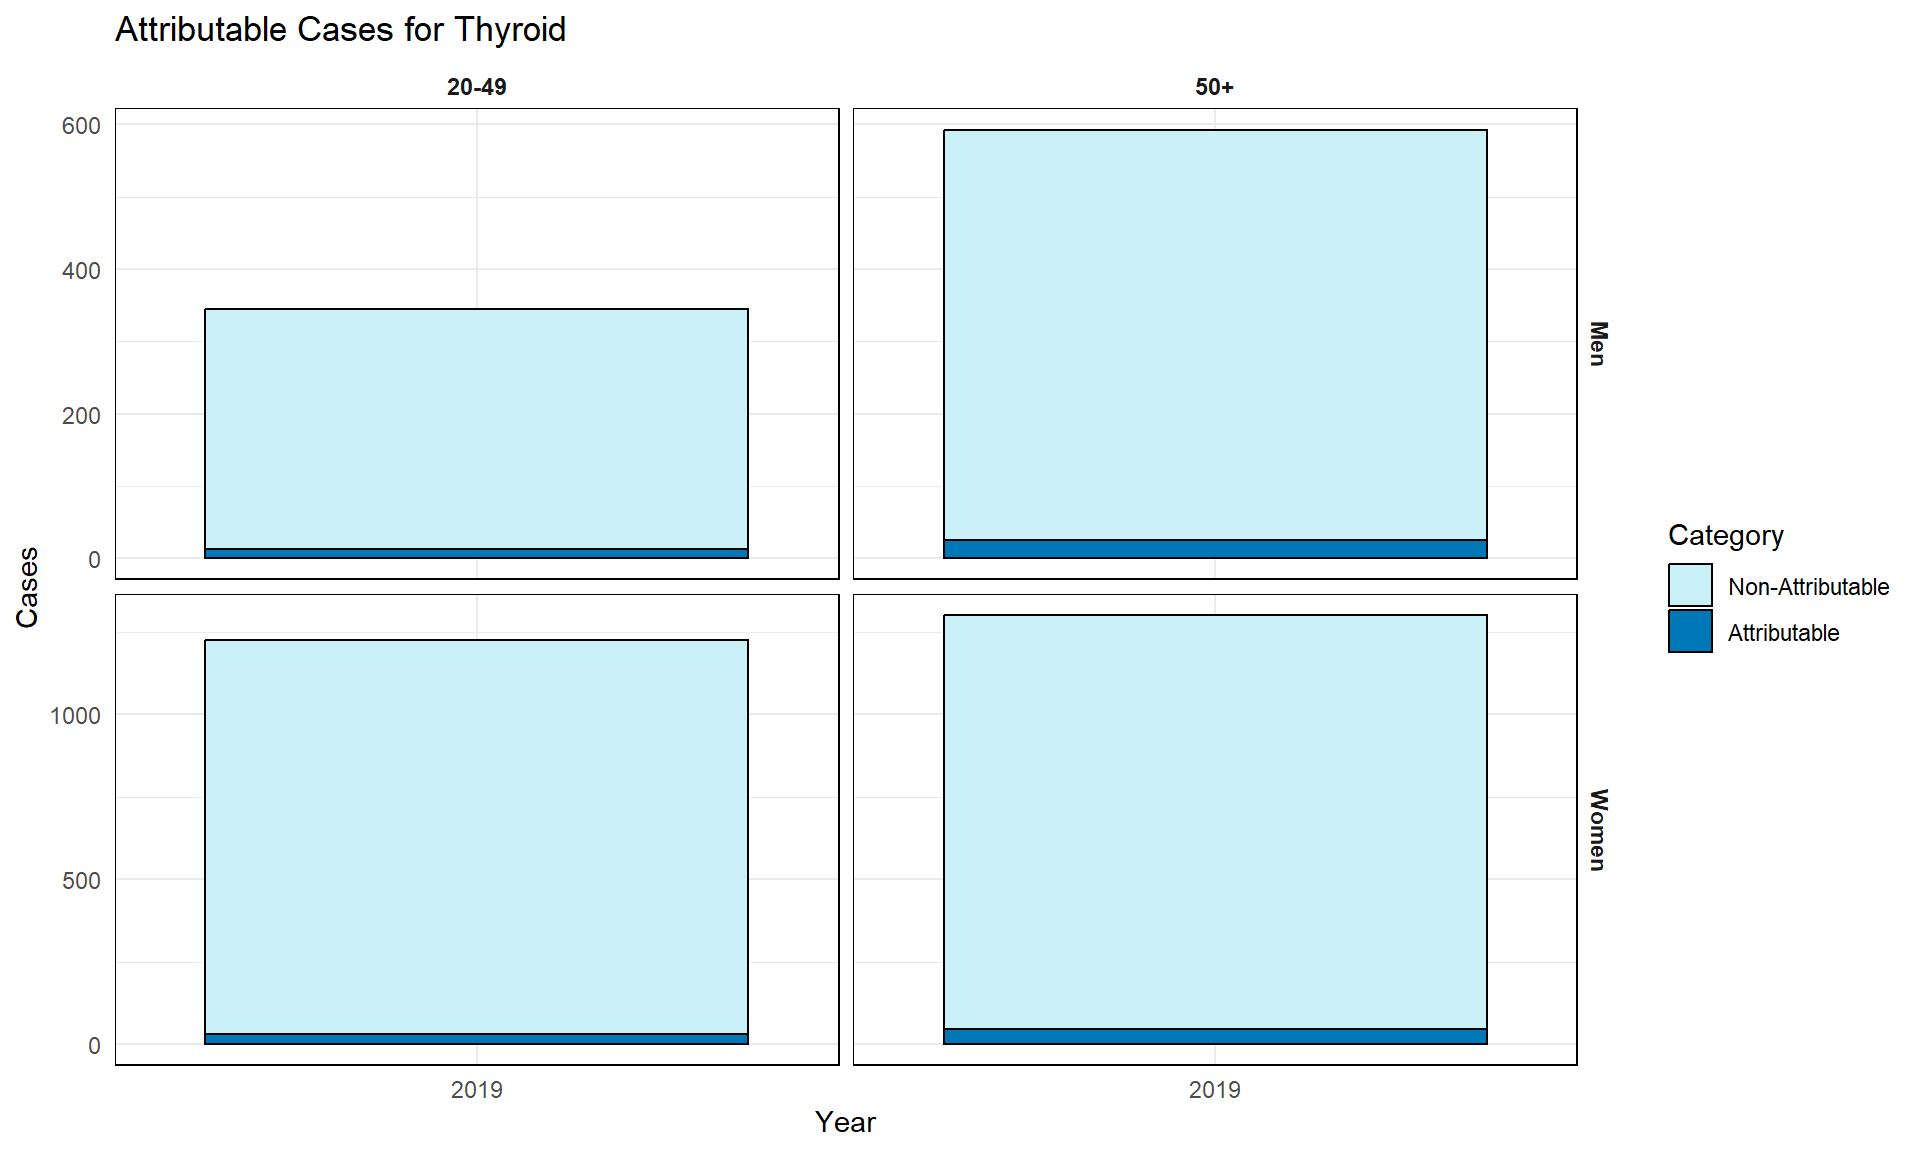 Attributable Cases for Thyroid
20-49
50+
600
400
200
0
Men
Cases
1000
500
0
Women
2019
2019
Year
Category
Non-Attributable
Attributable